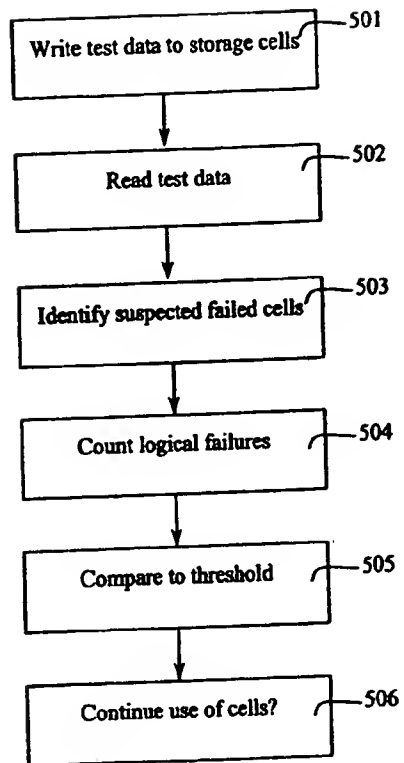 Write test data to storage cells
501
Read test data
502
Identify suspected failed cells
503
Count logical failures
504
Compare to threshold
505
Continue use of cells?
506